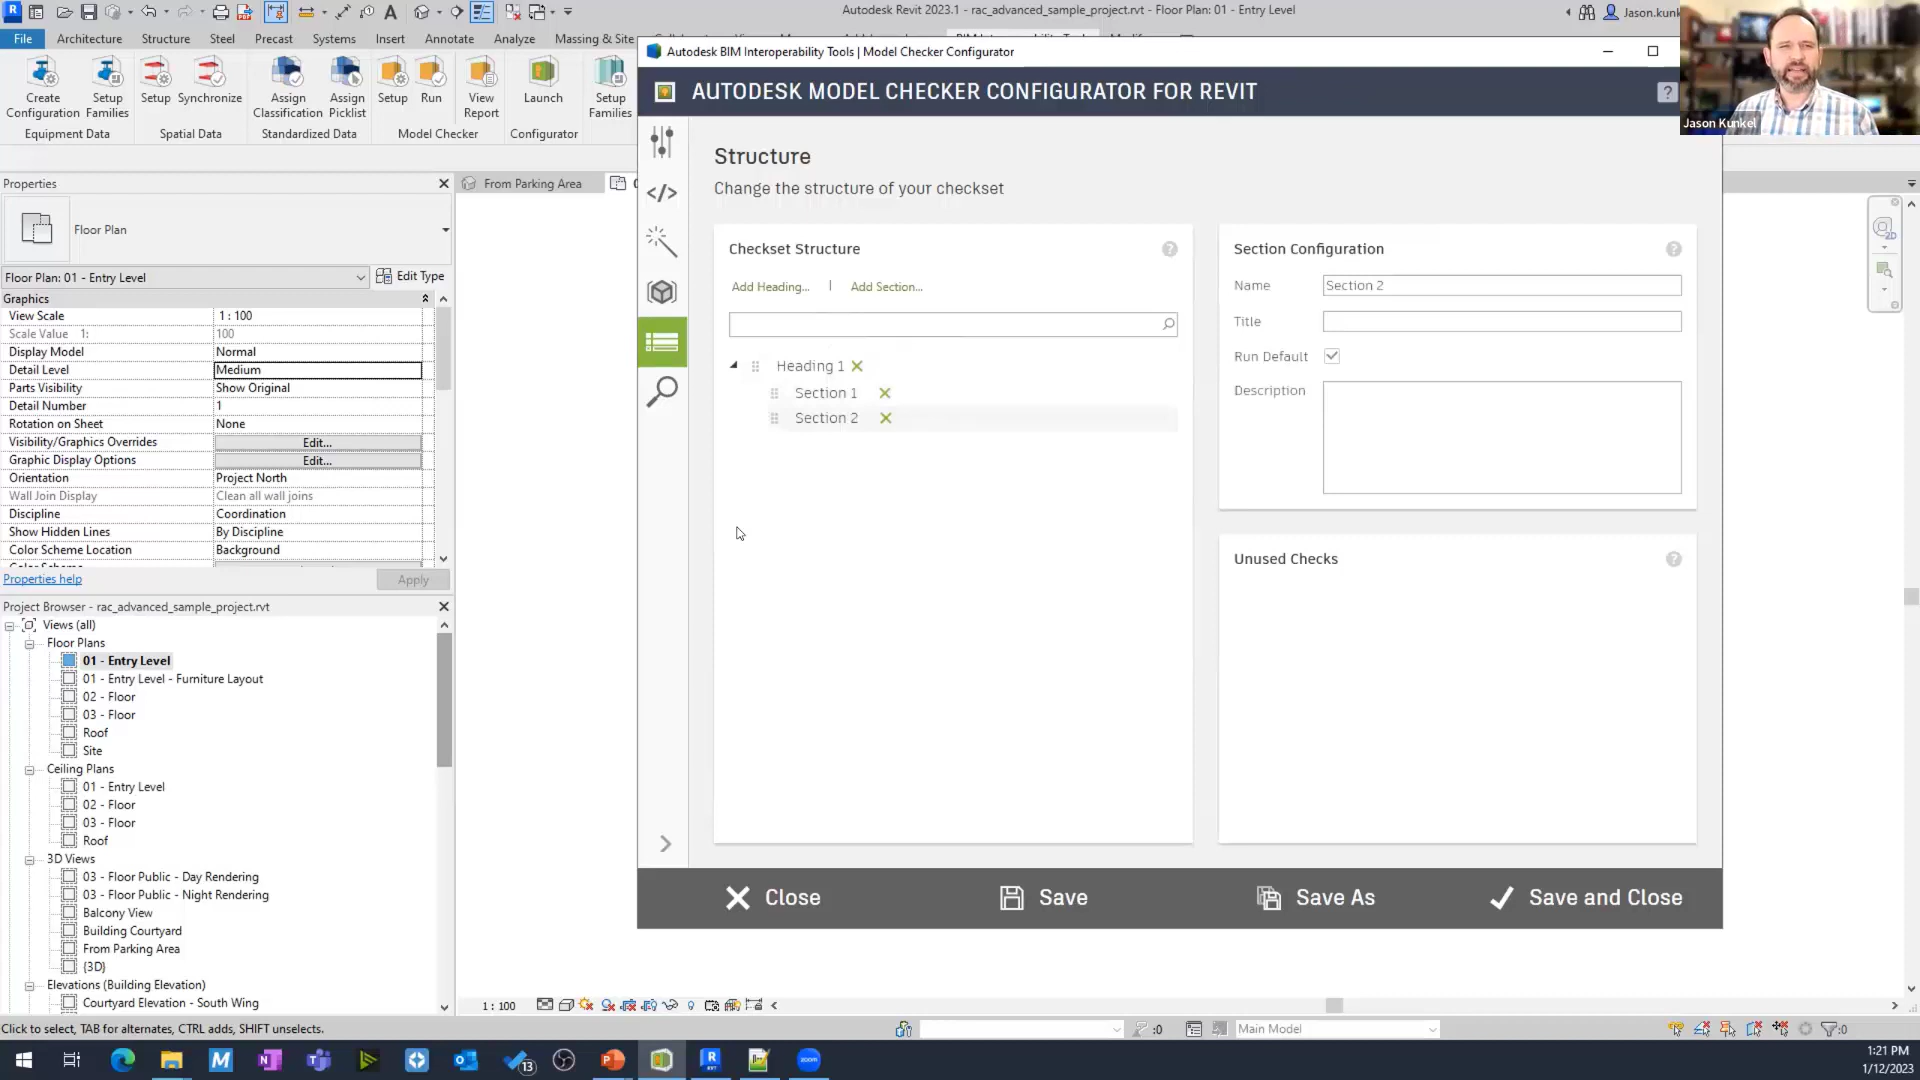 Autodesk Revit 2023.1 - rac_advanced_sample_project.rvt - Floor Plan: 01 - Entry Level
Jason.kunk
File Architecture Structure Steel Precast Systems Insert Annotate Analyze Massing & Site
Create Configuration
Setup Families
Equipment Data
Setup
Synchronize
Spatial Data
Assign Classification
Assign Picklist
Standardized Data
Setup
Run
View Report
Model Checker
Launch
Configurator
Setup Families
Autodesk BIM Interoperability Tools | Model Checker Configurator
AUTODESK MODEL CHECKER CONFIGURATOR FOR REVIT
?
Jason Kunkel
Properties
Floor Plan
Floor Plan: 01 - Entry Level
Edit Type
Graphics
View Scale 1 : 100
Scale Value 1: 100
Display Model Normal
Detail Level Medium
Parts Visibility Show Original
Detail Number 1
Rotation on Sheet None
Visibility/Graphics Overrides Edit...
Graphic Display Options Edit...
Orientation Project North
Wall Join Display Clean all wall joins
Discipline Coordination
Show Hidden Lines By Discipline
Color Scheme Location Background
Properties help
Apply
Project Browser - rac_advanced_sample_project.rvt
Views (all)
Floor Plans
01 - Entry Level
01 - Entry Level - Furniture Layout
02 - Floor
03 - Floor
Roof
Site
Ceiling Plans
01 - Entry Level
02 - Floor
03 - Floor
Roof
3D Views
03 - Floor Public - Day Rendering
03 - Floor Public - Night Rendering
Balcony View
Building Courtyard
From Parking Area
{3D}
Elevations (Building Elevation)
Courtyard Elevation - South Wing
From Parking Area
Structure
Change the structure of your checkset
Checkset Structure
?
Add Heading... | Add Section...
Heading 1
Section 1
Section 2
Section Configuration
?
Name Section 2
Title
Run Default
Description
Unused Checks
?
Close
Save
Save As
Save and Close
2D
1 : 100
Click to select, TAB for alternates, CTRL adds, SHIFT unselects.
:0
Main Model
:0
13
zoom
1:21 PM
1/12/2023